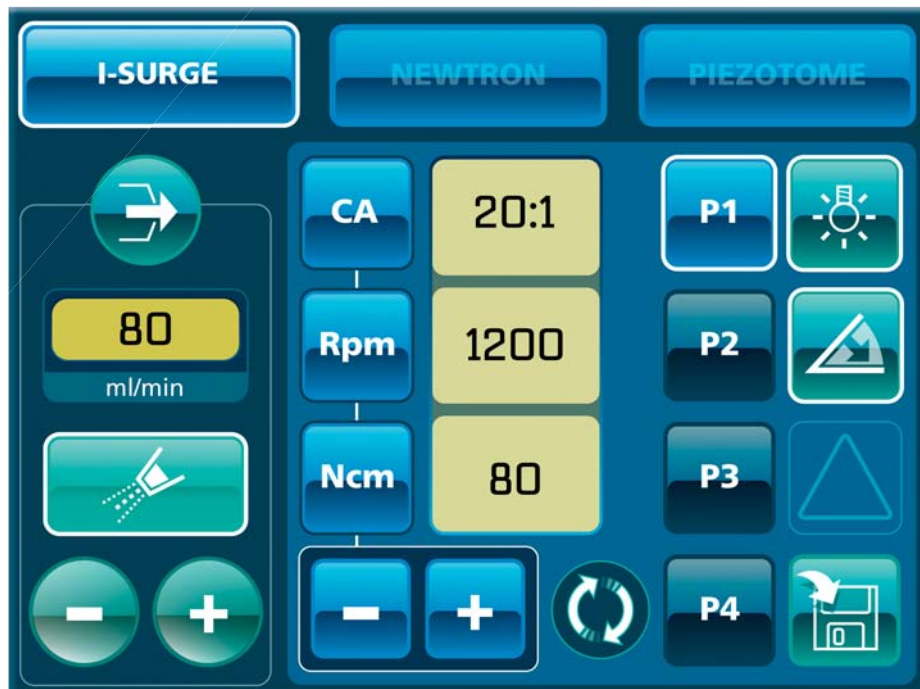 I-SURGE
NEWTRON
PIEZOTOME
80
ml/min
-
+
CA
20:1
Rpm
1200
Ncm
80
-
+
P1
P2
P3
P4